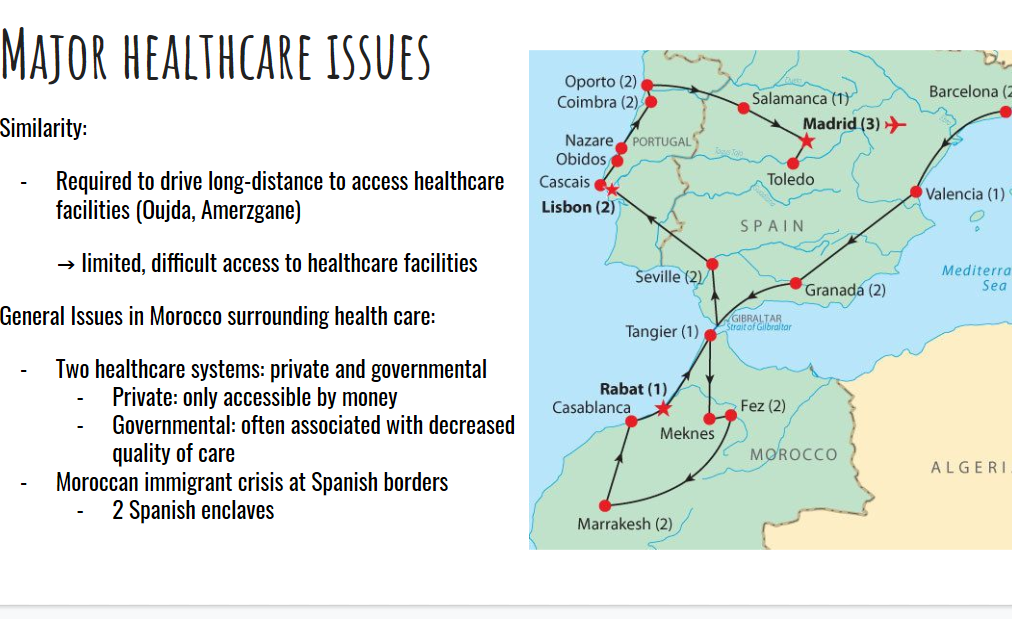 MAJOR HEALTHCARE ISSUES
Similarity:
- Required to drive long-distance to access healthcare
facilities (Oujda, Amerzgane)
→ limited, difficult access to healthcare facilities
General Issues in Morocco surrounding health care:
- Two healthcare systems: private and governmental
- Private: only accessible by money
- Governmental: often associated with decreased
quality of care
- Moroccan immigrant crisis at Spanish borders
- 2 Spanish enclaves
Oporto (2)
Coimbra (2)
Salamanca (1)
Barcelona (2
Madrid (3)
Nazare
PORTUGAL
Obidos
Cascais
Toledo
Lisbon (2)
Valencia (1)
SPAIN
Seville (2)
Mediterra
Sea
Granada (2)
GIBRALTAR
Strait of Gibraltar
Tangier (1)
Rabat (1)
Casablanca
Fez (2)
Meknes
MOROCCO
ALGERI
Marrakesh (2)